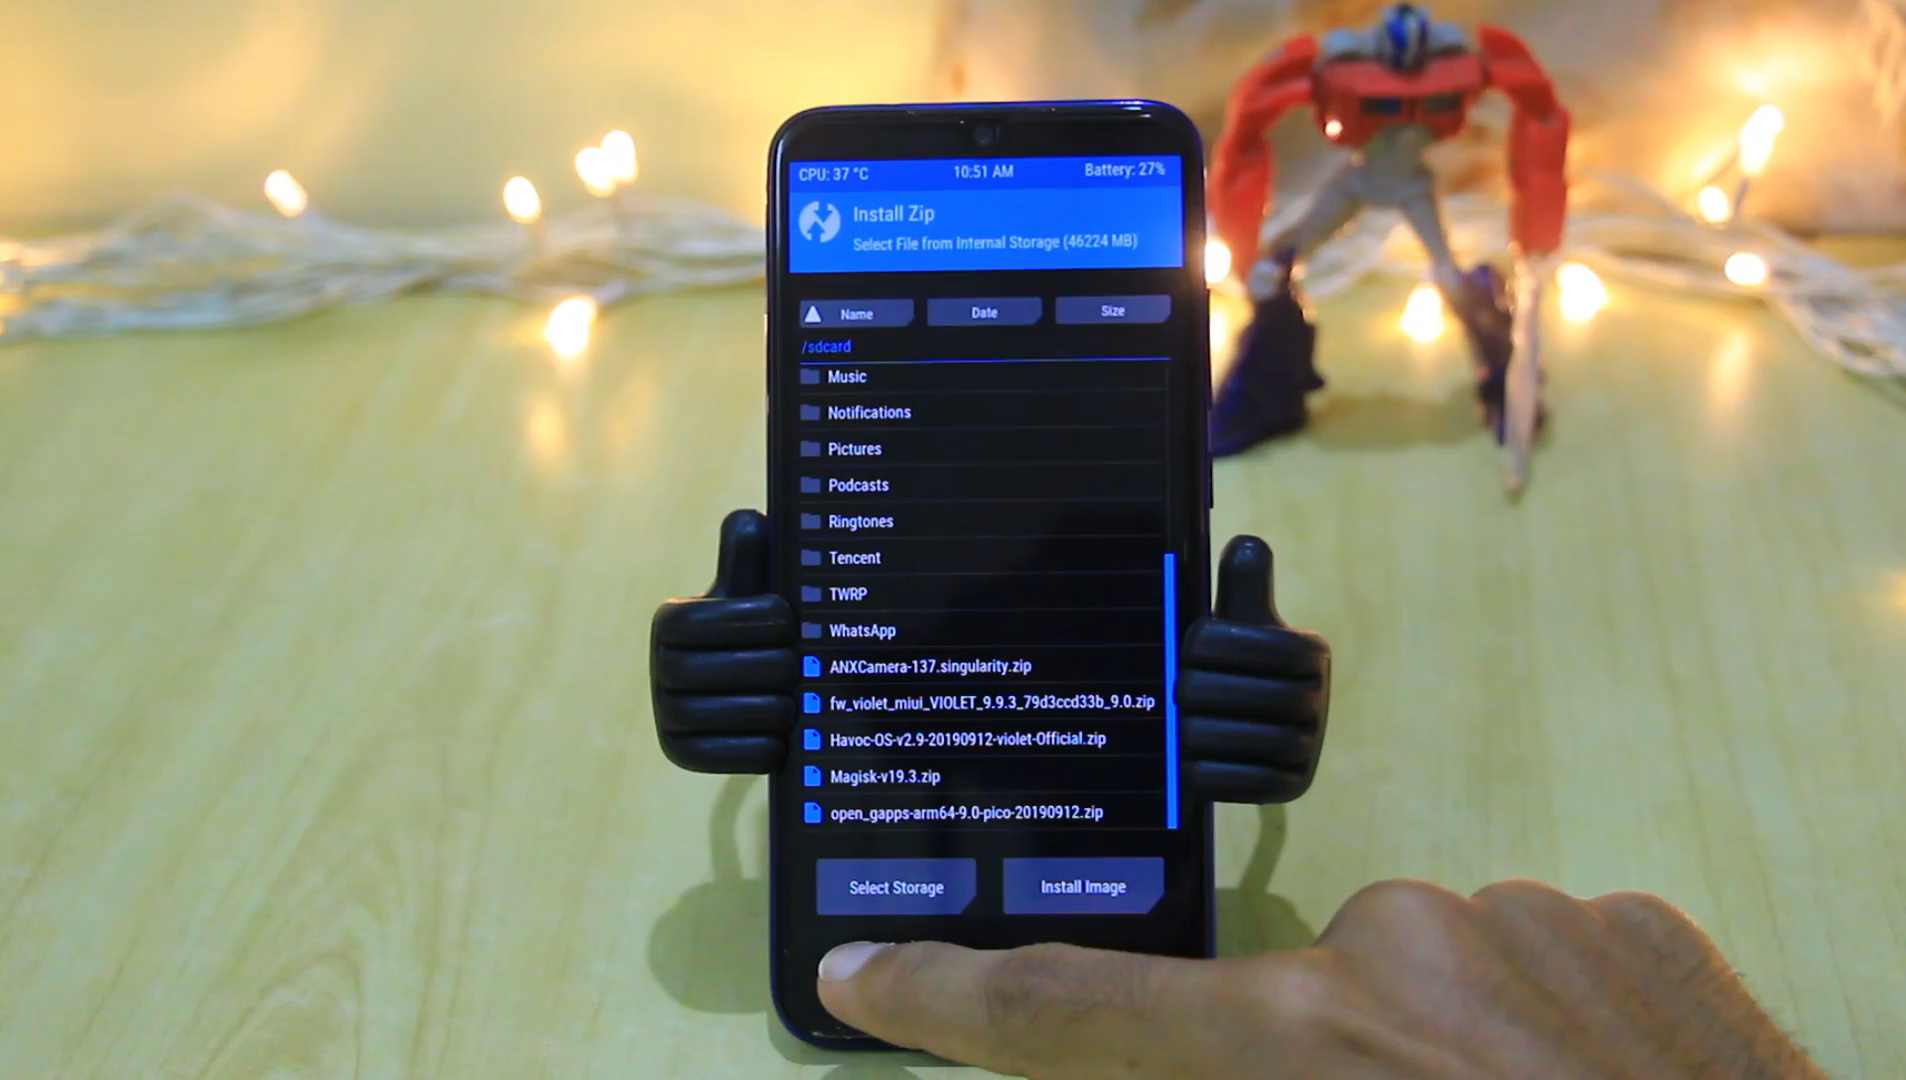 CPU: 37 °C 10:51 AM Battery: 27%
Install Zip
Select File from Internal Storage (46224 MB)
Name Date Size
/sdcard
Music
Notifications
Pictures
Podcasts
Ringtones
Tencent
TWRP
WhatsApp
ANXCamera-137.singularity.zip
fw_violet_miui_VIOLET_9.9.3_79d3ccd33b_9.0.zip
Havoc-OS-v2.9-20190912-violet-Official.zip
Magisk-v19.3.zip
open_gapps-arm64-9.0-pico-20190912.zip
Select Storage Install Image